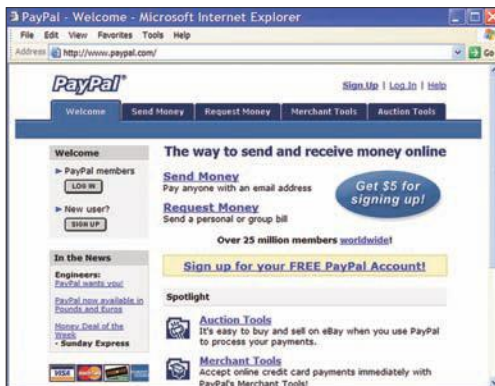 PayPal - Welcome - Microsoft Internet Explorer
File Edit View Favorites Tools Help
Address http://www.paypal.com/ Go
PayPal®
Sign Up | Log In | Help
Welcome Send Money Request Money Merchant Tools Auction Tools
Welcome
PayPal members
LOG IN
New user?
SIGN UP
In the News
Engineers:
PayPal wants you!
PayPal now available in
Pounds and Euros
Money Deal of the
Week
- Sunday Express
VISA
The way to send and receive money online
Send Money
Pay anyone with an email address
Request Money
Send a personal or group bill
Get $5 for
signing up!
Over 25 million members worldwide!
Sign up for your FREE PayPal Account!
Spotlight
Auction Tools
It's easy to buy and sell on eBay when you use PayPal
to process your payments.
Merchant Tools
Accept online credit card payments immediately with
PayPal's Merchant Tools!